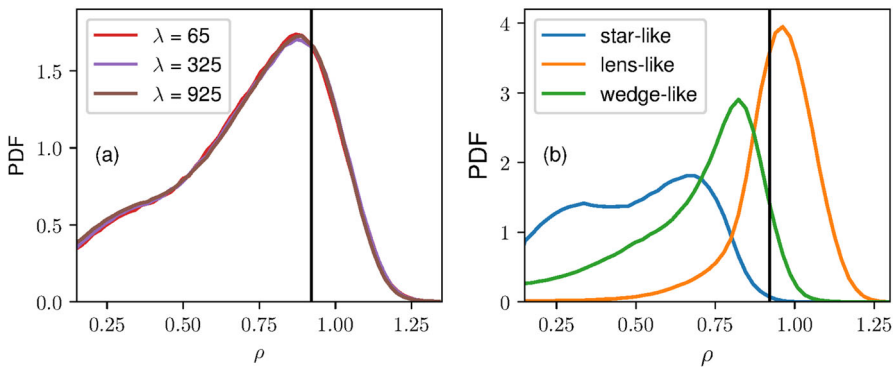 λ = 65
λ = 325
λ = 925
(a)
PDF
0.0
0.5
1.0
1.5
0.25 0.50 0.75 1.00 1.25
ρ
star-like
lens-like
wedge-like
(b)
PDF
0
1
2
3
4
0.25 0.50 0.75 1.00 1.25
ρ